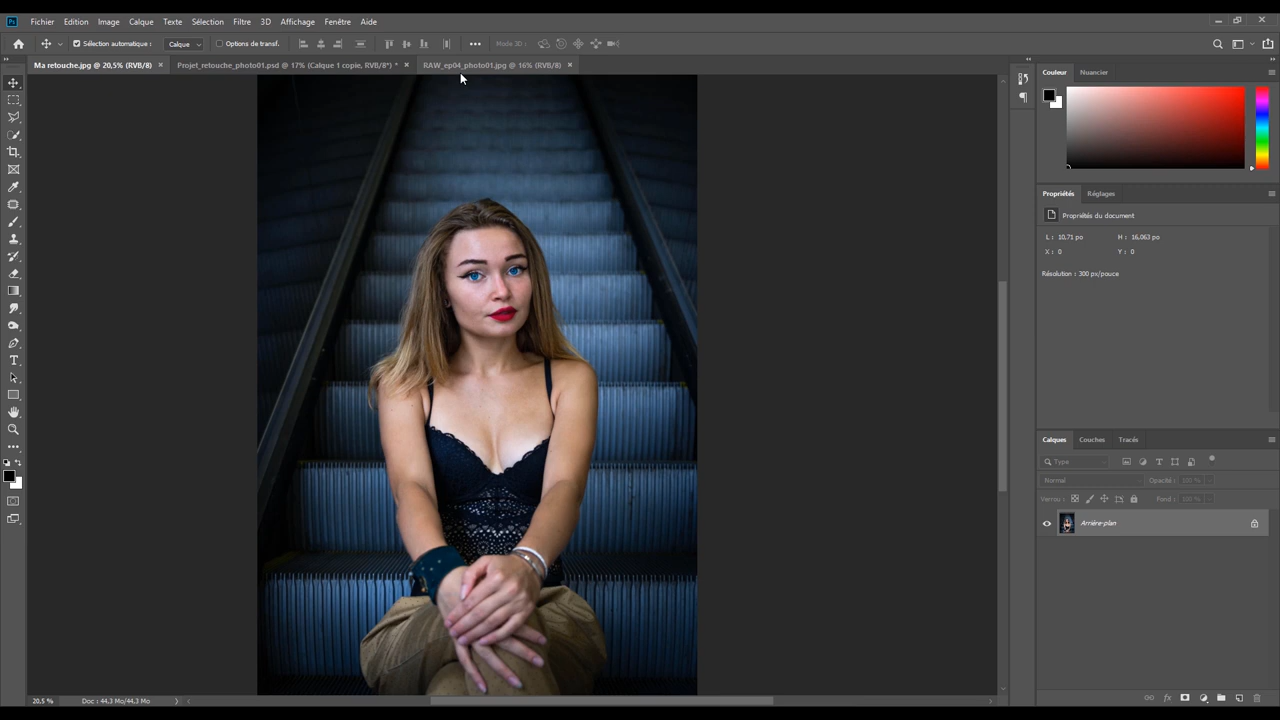 Ps
Fichier Edition Image Calque Texte Sélection Filtre 3D Affichage Fenêtre Aide
Sélection automatique : Calque Options de transf. ••• Mode 3D :
Ma retouche.jpg @ 20,5% (RVB/8) × Projet_retouche_photo01.psd @ 17% (Calque 1 copie, RVB/8*) * × RAW_ep04_photo01.jpg @ 16% (RVB/8) ×
Couleur Nuancier
Propriétés Réglages
Propriétés du document
L : 10,71 po H : 16,063 po
X : 0 Y : 0
Résolution : 300 px/pouce
Calques Couches Tracés
Type
Normal Opacité : 100 %
Verrou : Fond : 100 %
Arrière-plan
20,5 % Doc : 44,3 Mo/44,3 Mo